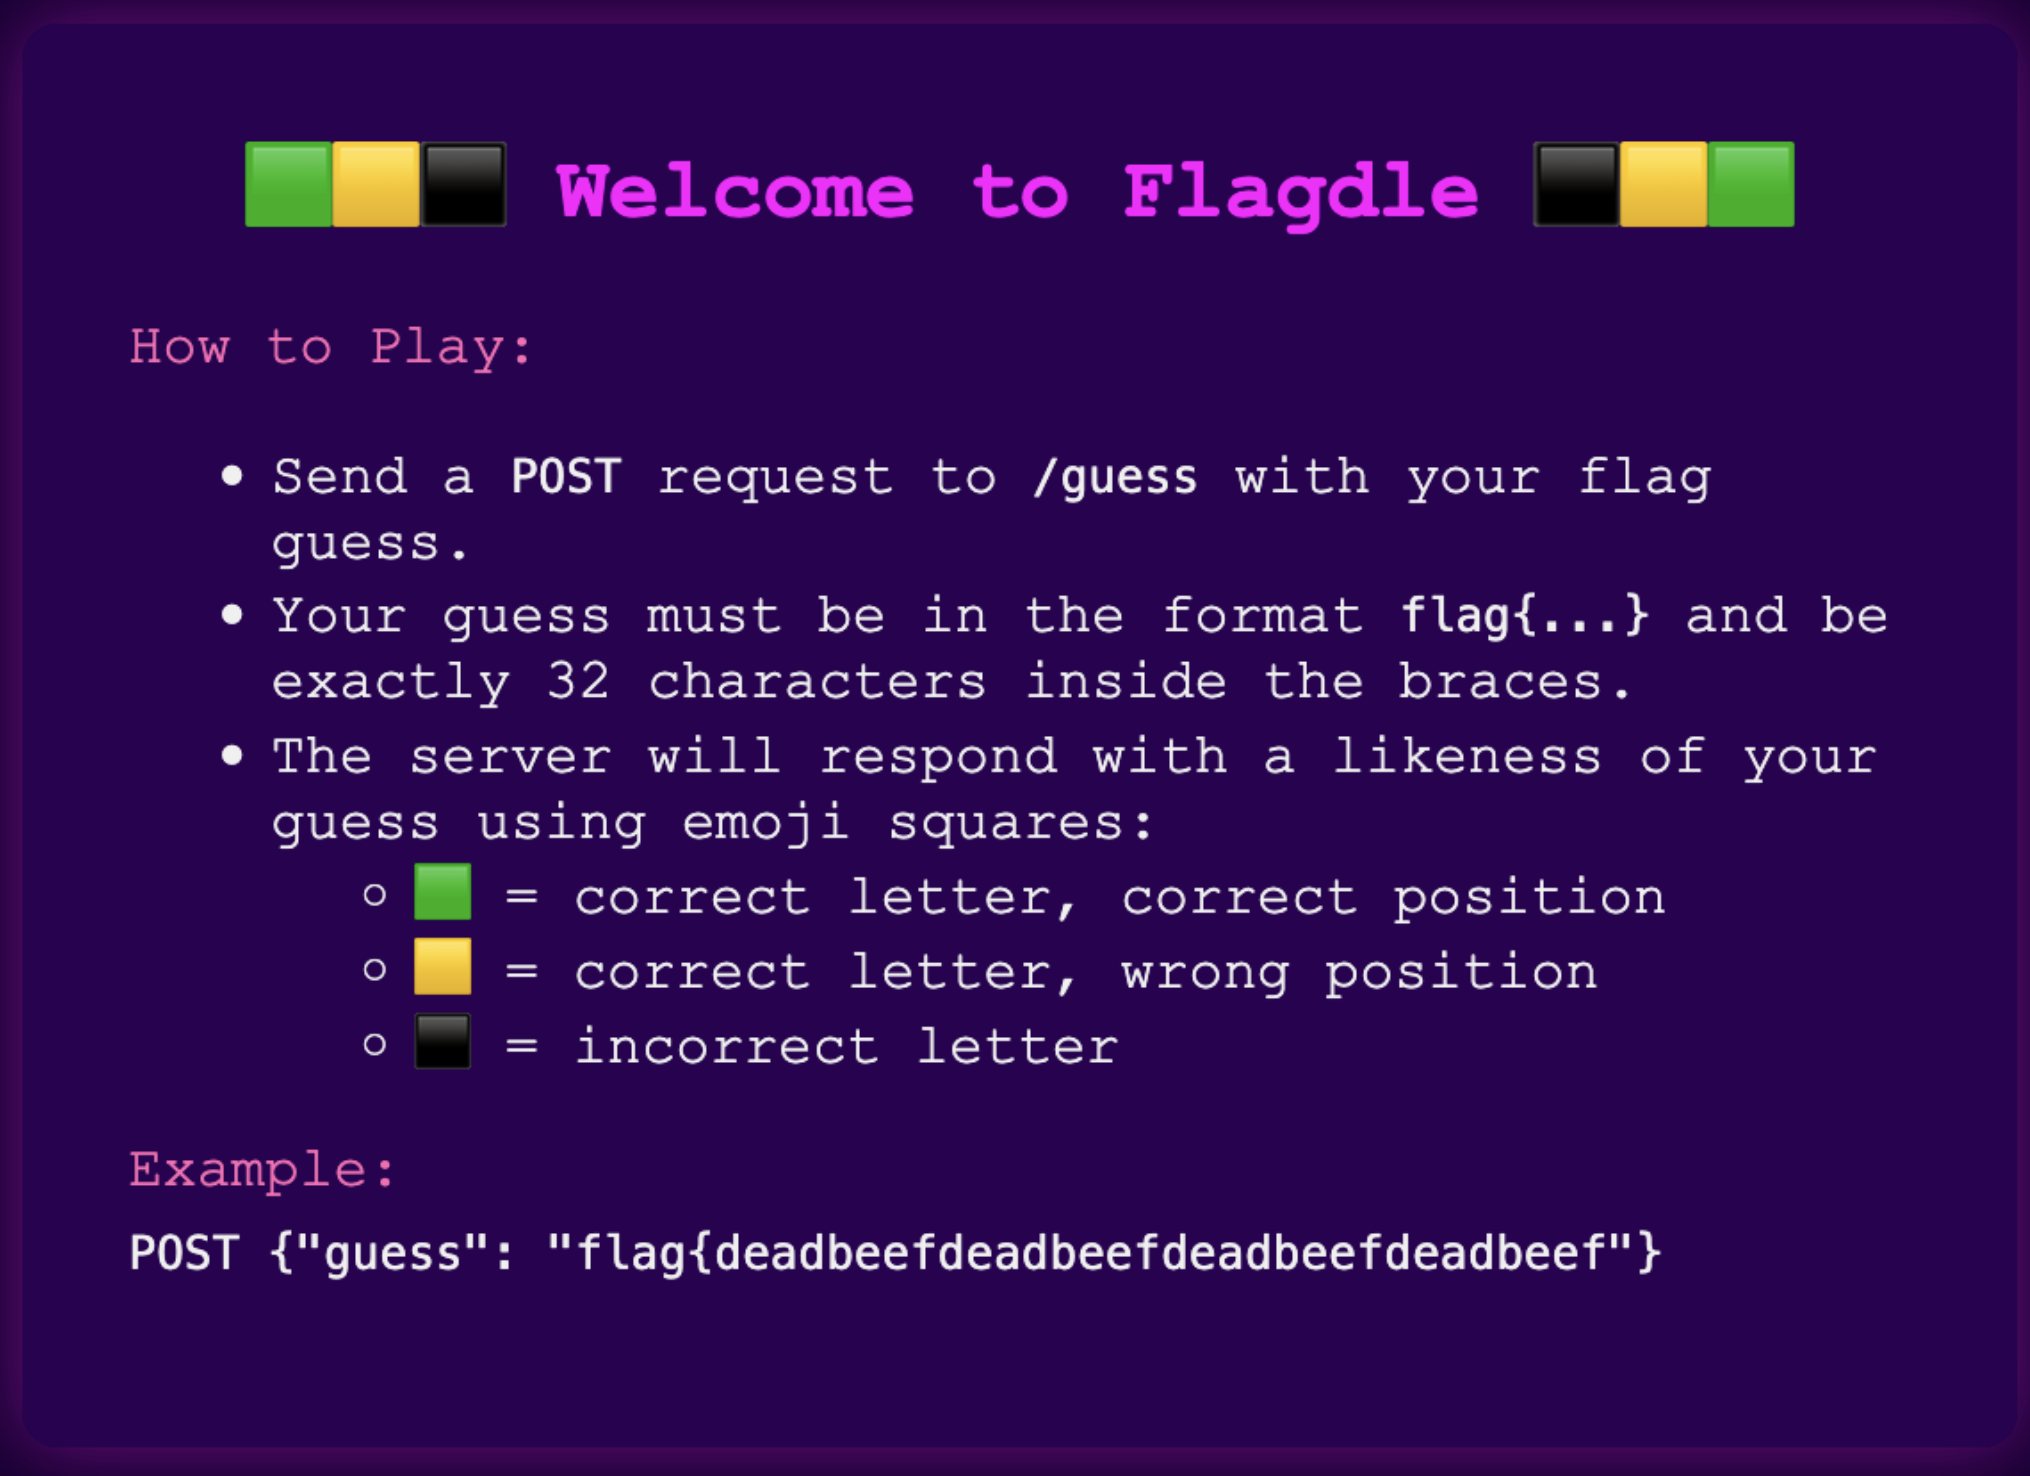 🟩🟨⬛ Welcome to Flagdle ⬛🟨🟩
How to Play:
• Send a POST request to /guess with your flag
guess.
• Your guess must be in the format flag{...} and be
exactly 32 characters inside the braces.
• The server will respond with a likeness of your
guess using emoji squares:
◦ 🟩 = correct letter, correct position
◦ 🟨 = correct letter, wrong position
◦ ⬛ = incorrect letter
Example:
POST {"guess": "flag{deadbeefdeadbeefdeadbeefdeadbeef"}